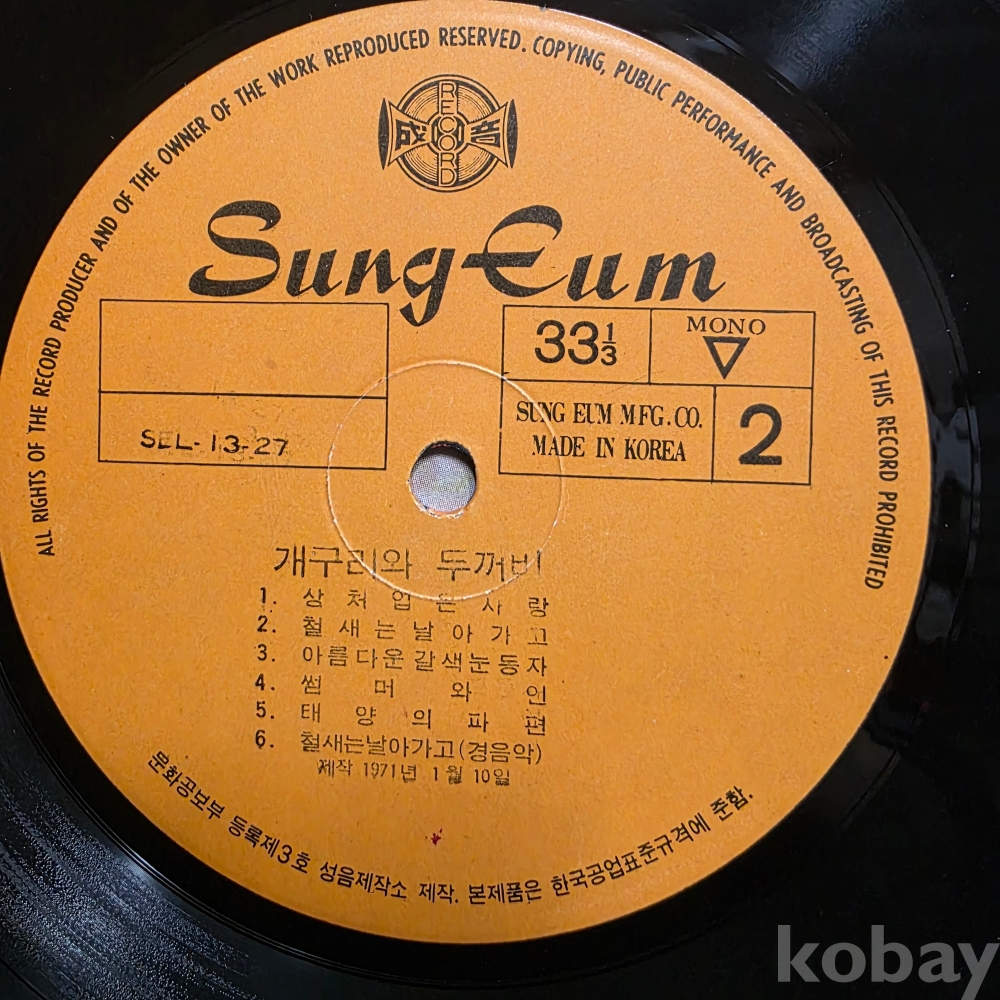 ALL RIGHTS OF THE RECORD PRODUCER AND OF THE OWNER OF THE WORK REPRODUCED RESERVED. COPYING, PUBLIC PERFORMANCE AND BROADCASTING OF THIS RECORD PROHIBITED
RECORD
成音
Sung Eum
33 1/3
MONO
SEL-13-27
SUNG EUM MFG.CO.
MADE IN KOREA
2
개구리와 두꺼비
1. 상처입은사랑
2. 철새는날아가고
3. 아름다운갈색눈동자
4. 썸머와인
5. 태양의파편
6. 철새는날아가고(경음악)
제작 1971년 1월 10일
문화공보부 등록제3호 성음제작소 제작. 본제품은 한국공업표준규격에 준함.
kobay